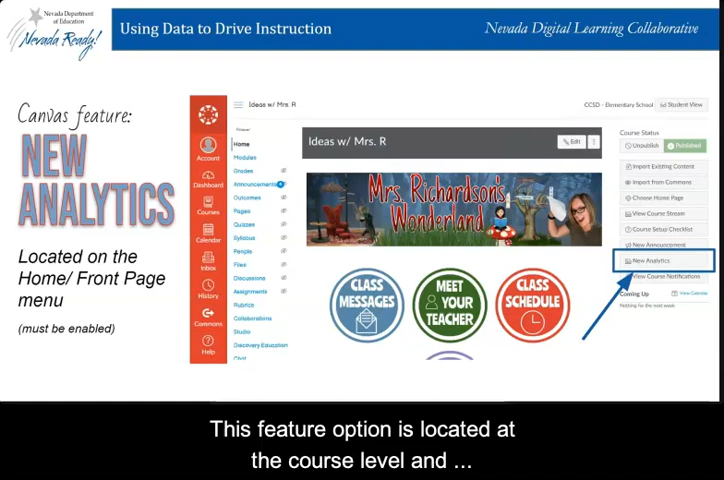 Nevada Department
of Education
Nevada Ready!
Using Data to Drive Instruction
Nevada Digital Learning Collaborative
Canvas feature:
NEW
ANALYTICS
Located on the
Home/ Front Page
menu
(must be enabled)
Account
Dashboard
Courses
Calendar
Inbox
History
Commons
Help
Ideas w/ Mrs. R
CCSD - Elementary School
Student View
Home
Modules
Grades
Announcements
Outcomes
Pages
Quizzes
Syllabus
People
Files
Discussions
Assignments
Rubrics
Collaborations
Studio
Discovery Education
Ideas w/ Mrs. R
Edit
Mrs. Richardson's
Wonderland
CLASS
MESSAGES
MEET
YOUR
TEACHER
CLASS
SCHEDULE
Course Status
Unpublish
Published
Import Existing Content
Import from Commons
Choose Home Page
View Course Stream
Course Setup Checklist
New Announcement
New Analytics
View Course Notifications
Coming Up
View Calendar
Nothing for the next week
This feature option is located at
the course level and ...